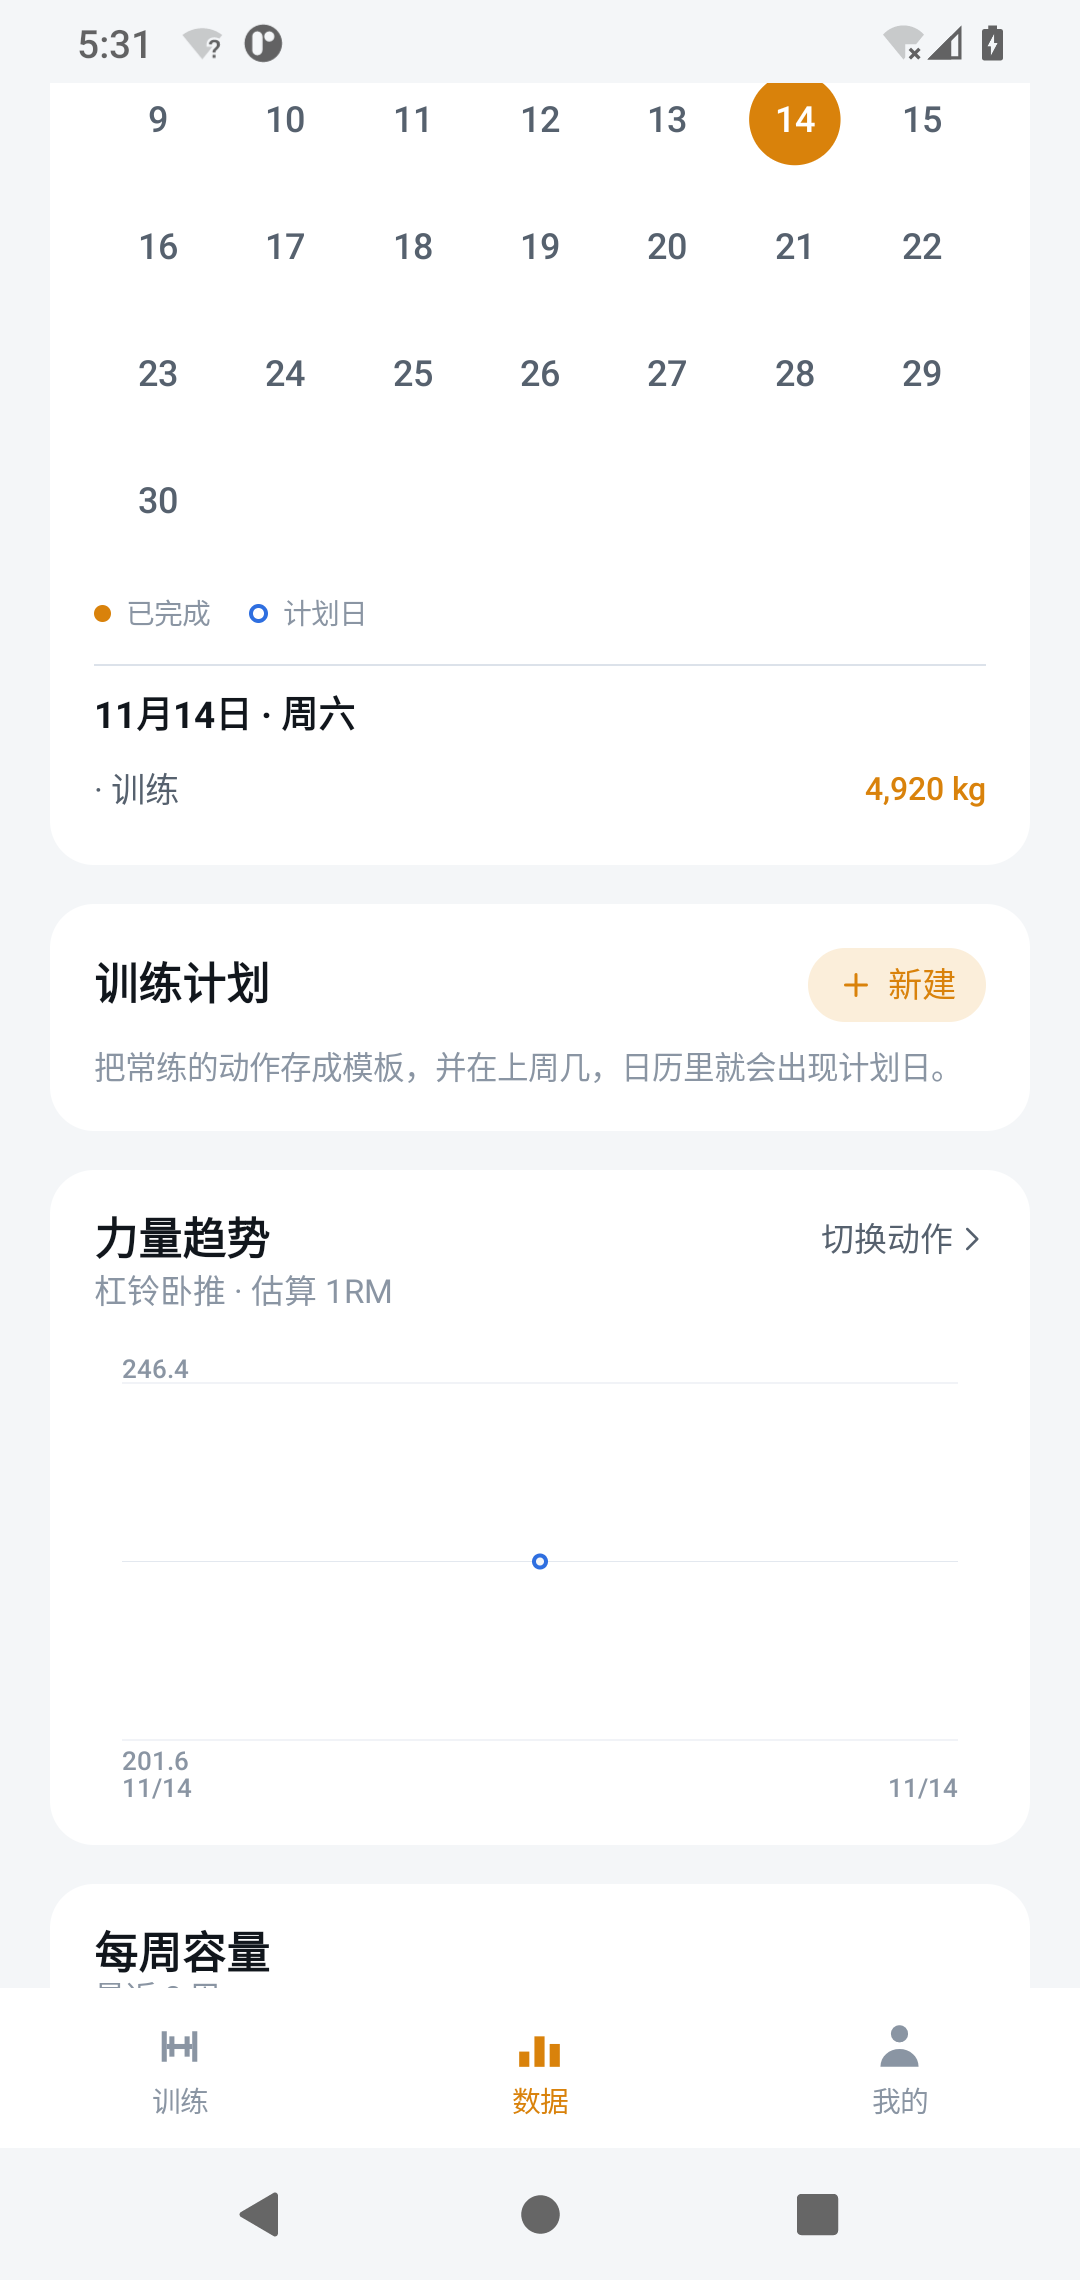 5:31
9 10 11 12 13 14 15
16 17 18 19 20 21 22
23 24 25 26 27 28 29
30
已完成 计划日
11月14日 · 周六
· 训练 4,920 kg
训练计划 + 新建
把常练的动作存成模板，并在上周几，日历里就会出现计划日。
力量趋势 切换动作
杠铃卧推 · 估算 1RM
246.4
201.6
11/14 11/14
每周容量
训练 数据 我的